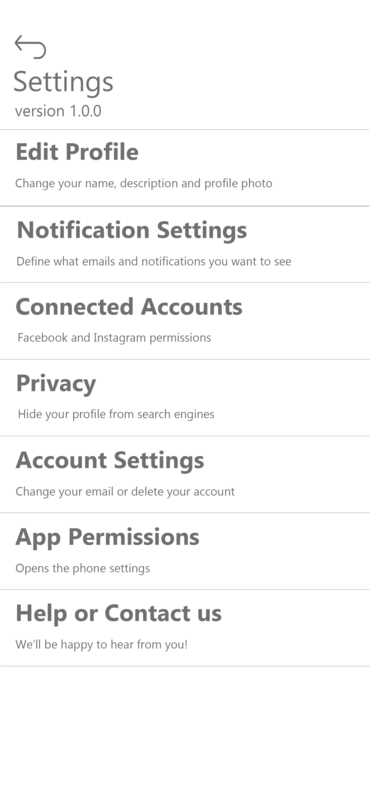 Settings
version 1.0.0
Edit Profile
Change your name, description and profile photo
Notification Settings
Define what emails and notifications you want to see
Connected Accounts
Facebook and Instagram permissions
Privacy
Hide your profile from search engines
Account Settings
Change your email or delete your account
App Permissions
Opens the phone settings
Help or Contact us
We'll be happy to hear from you!